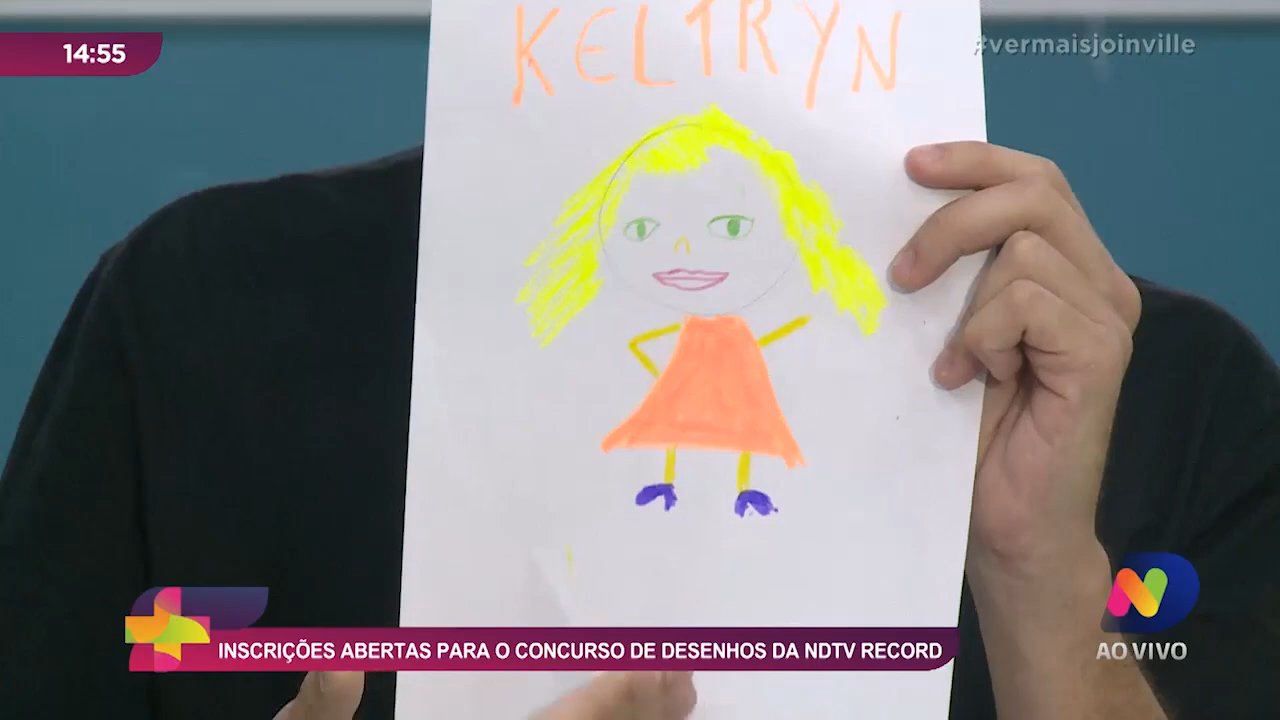 14:55
#vermaisjoinville
KELTRYN
INSCRIÇÕES ABERTAS PARA O CONCURSO DE DESENHOS DA NDTV RECORD
N
AO VIVO